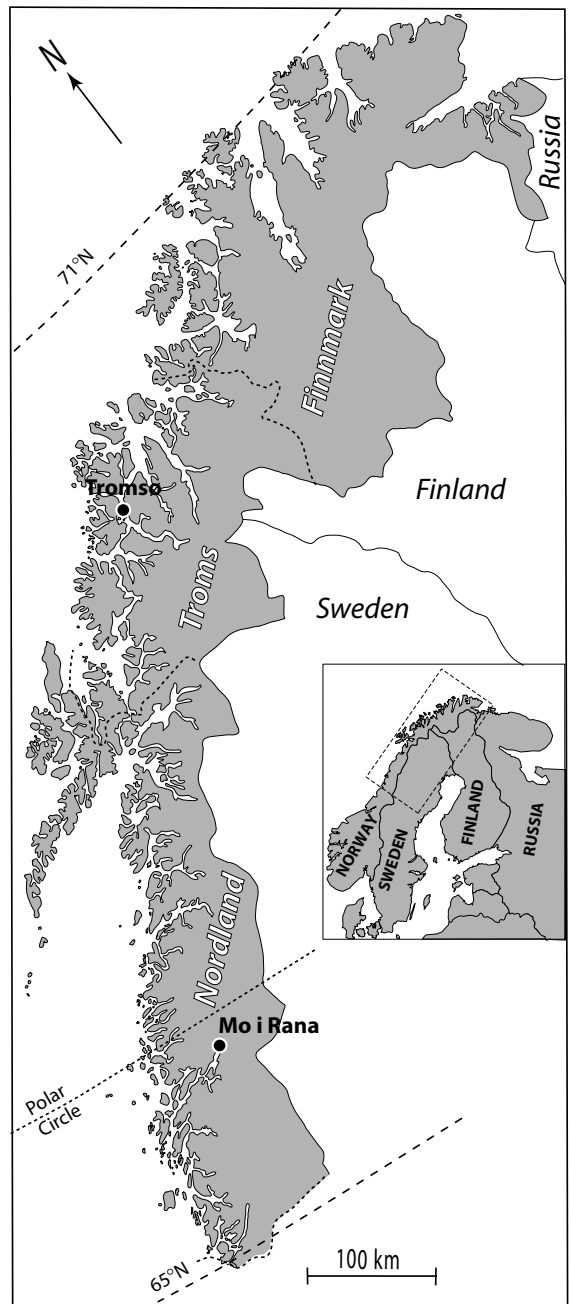 N
Russia
71°N
Finnmark
Tromsø
Finland
Troms
Sweden
NORWAY
SWEDEN
FINLAND
RUSSIA
Nordland
Mo i Rana
Polar
Circle
65°N
100 km